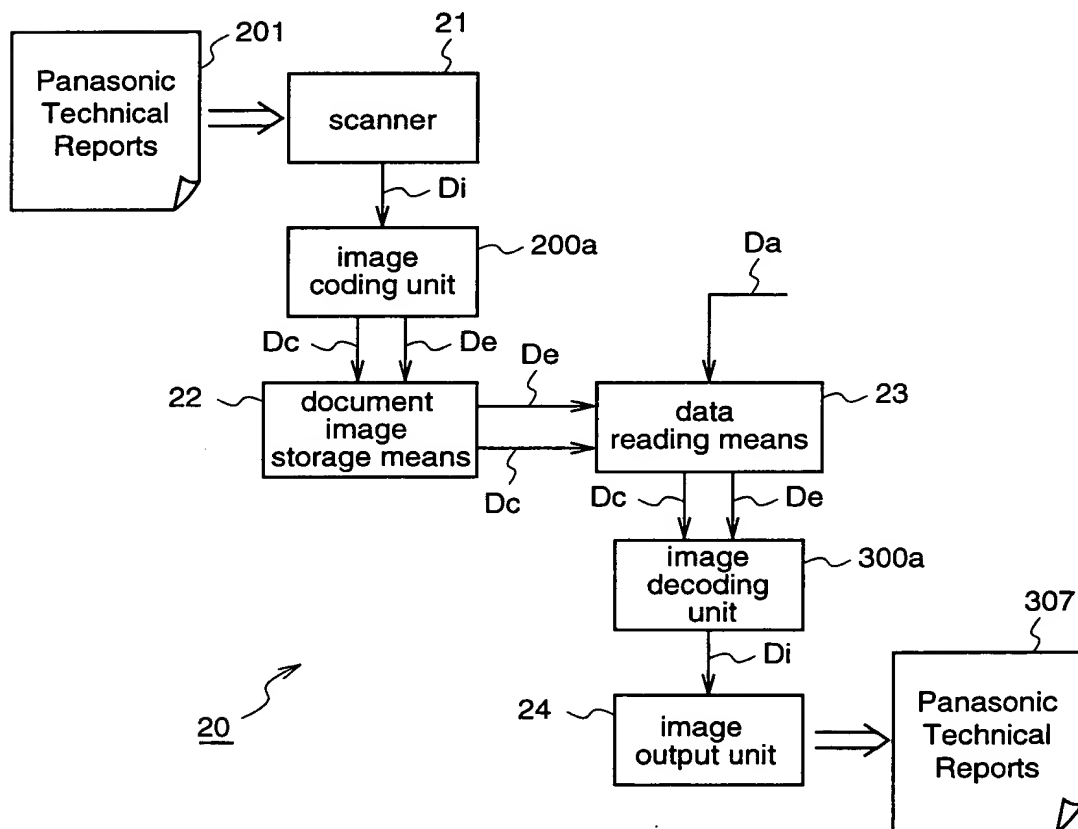 201
Panasonic
Technical
Reports
21
scanner
Di
200a
image
coding unit
Da
Dc
De
22
document
image
storage means
De
Dc
23
data
reading means
Dc
De
300a
image
decoding
unit
Di
307
20
24
image
output unit
Panasonic
Technical
Reports